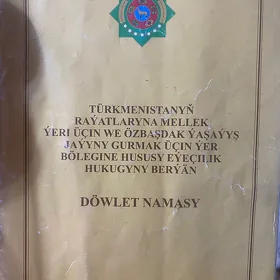 TÜRKMENISTANYŇ
RAÝATLARYNA MELLEK
ÝERI ÜÇIN WE ÖZBAŞDAK ÝAŞAÝYŞ
JAÝYNY GURMAK ÜÇIN ÝER
BÖLEGINE HUSUSY EÝEÇILIK
HUKUGYNY BERÝÄN
DÖWLET NAMASY